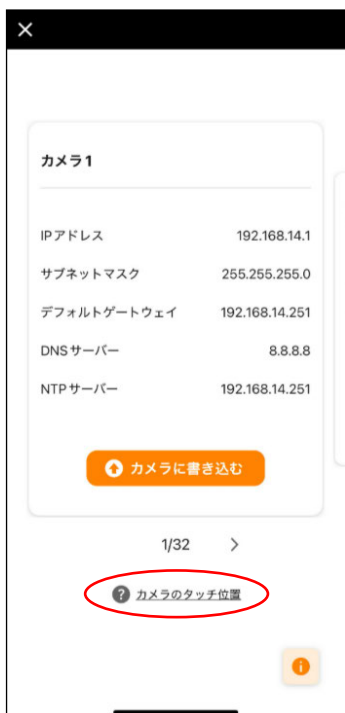 カメラ1
IPアドレス 192.168.14.1
サブネットマスク 255.255.255.0
デフォルトゲートウェイ 192.168.14.251
DNSサーバー 8.8.8.8
NTPサーバー 192.168.14.251
カメラに書き込む
1/32
カメラのタッチ位置